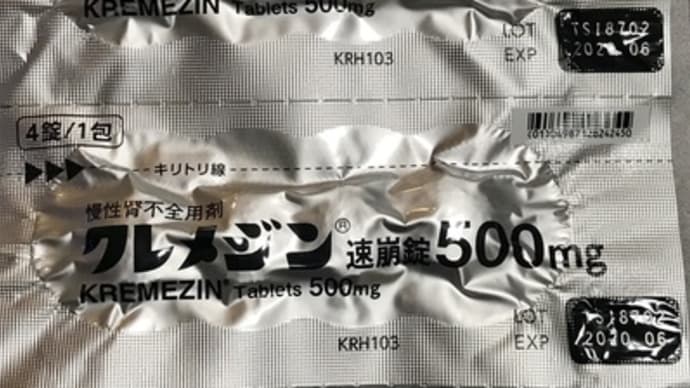 KREMEZIN Tablets 500mg
KRH103
LOT TS18702
EXP 2020.06
4錠/1包
キリトリ線
慢性腎不全用剤
クレメジン® 速崩錠500mg
KREMEZIN® Tablets 500mg
KRH103
LOT TS18702
EXP 2020.06